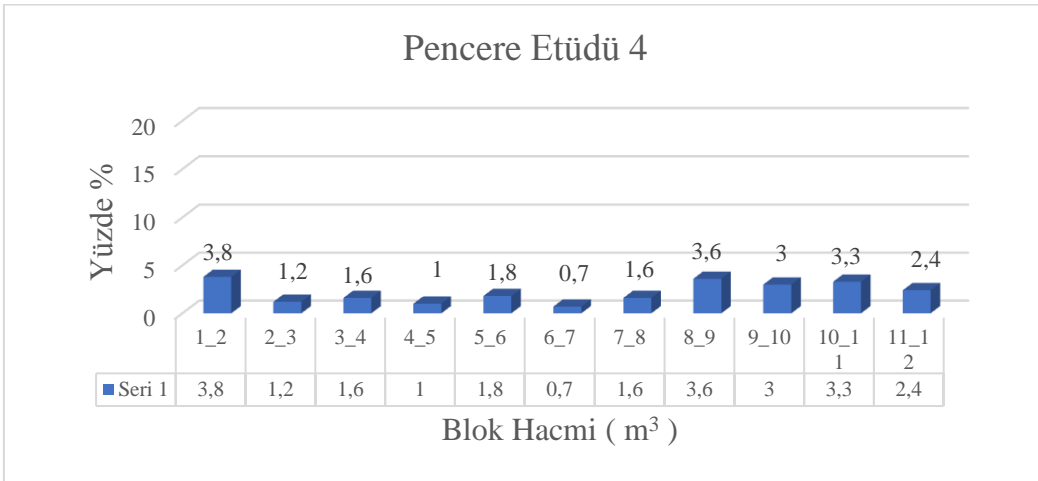 Pencere Etüdü 4
Yüzde %
20
15
10
5
0
3,8 1,2 1,6 1 1,8 0,7 1,6 3,6 3 3,3 2,4
1_2 2_3 3_4 4_5 5_6 6_7 7_8 8_9 9_10 10_1 11_1
1 2
Seri 1 3,8 1,2 1,6 1 1,8 0,7 1,6 3,6 3 3,3 2,4
Blok Hacmi ( m³ )